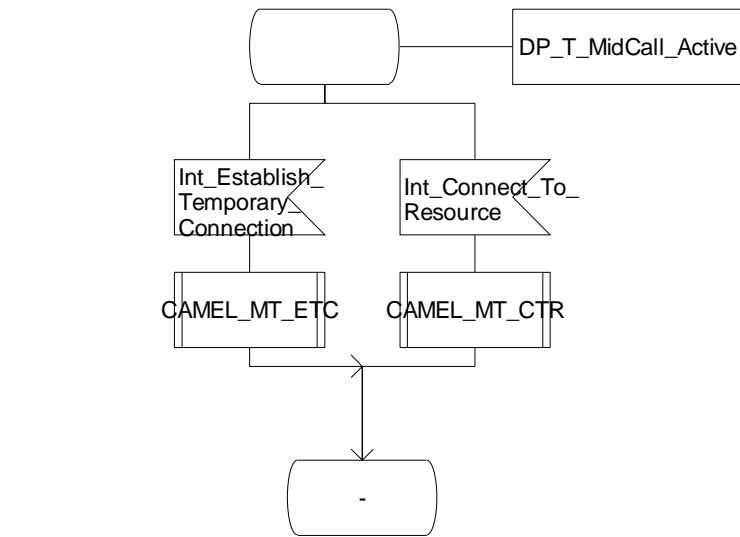 DP_T_MidCall_Active
Int_Establish_
Temporary_
Connection
Int_Connect_To_
Resource
CAMEL_MT_ETC
CAMEL_MT_CTR
-